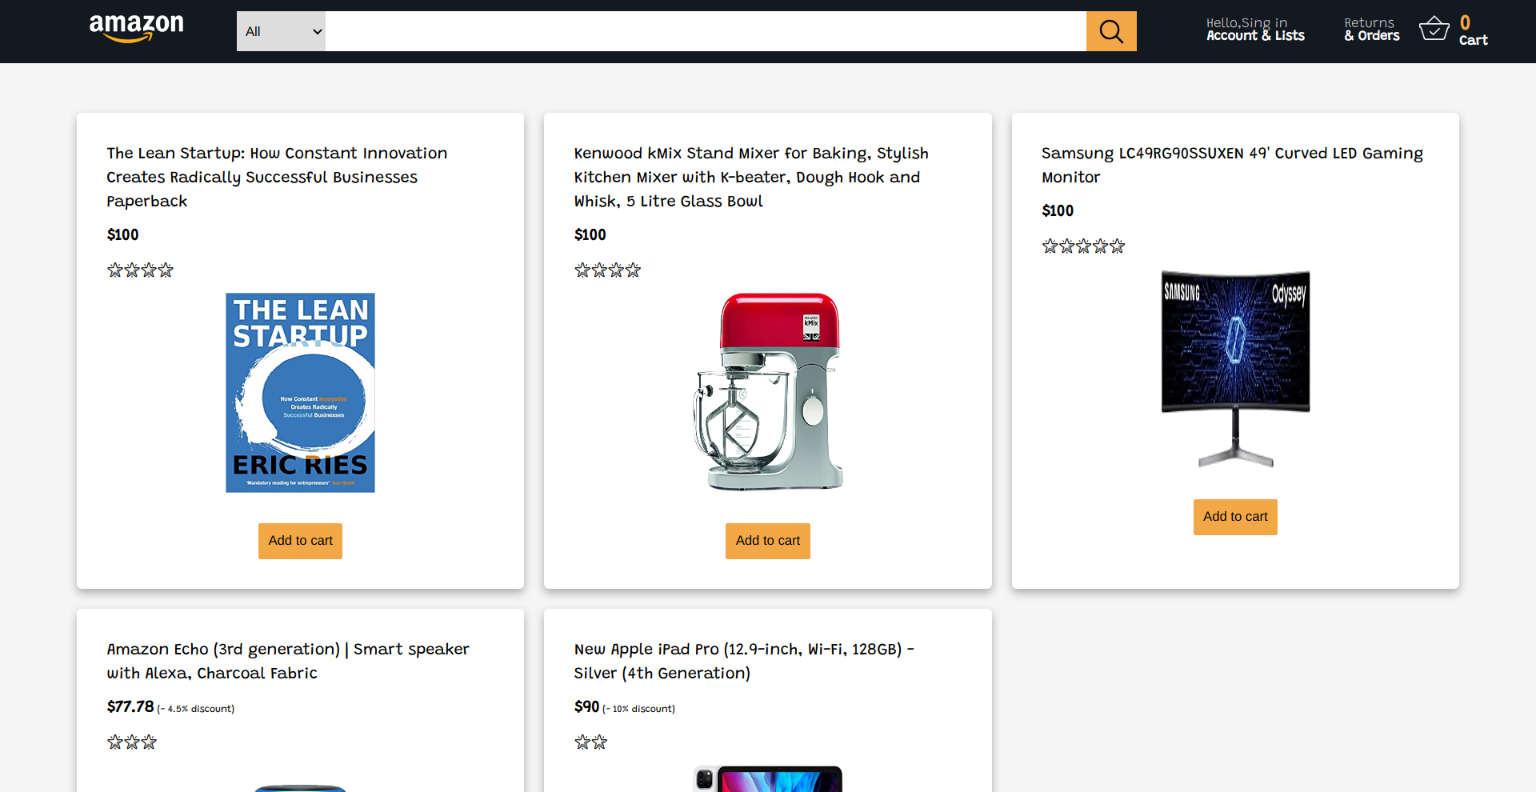 amazon
All
Hello,Sing in
Account & Lists
Returns
& Orders
0
Cart
The Lean Startup: How Constant Innovation
Creates Radically Successful Businesses
Paperback
$100
THE LEAN
STARTUP
How Constant Innovation
Creates Radically
Successful Businesses
ERIC RIES
'Mandatory reading for entrepreneurs'
Add to cart
Kenwood kMix Stand Mixer for Baking, Stylish
Kitchen Mixer with K-beater, Dough Hook and
Whisk, 5 Litre Glass Bowl
$100
kMix
Add to cart
Samsung LC49RG90SSUXEN 49' Curved LED Gaming
Monitor
$100
SAMSUNG
Odyssey
Add to cart
Amazon Echo (3rd generation) | Smart speaker
with Alexa, Charcoal Fabric
$77.78 (- 4.5% discount)
New Apple iPad Pro (12.9-inch, Wi-Fi, 128GB) -
Silver (4th Generation)
$90 (- 10% discount)